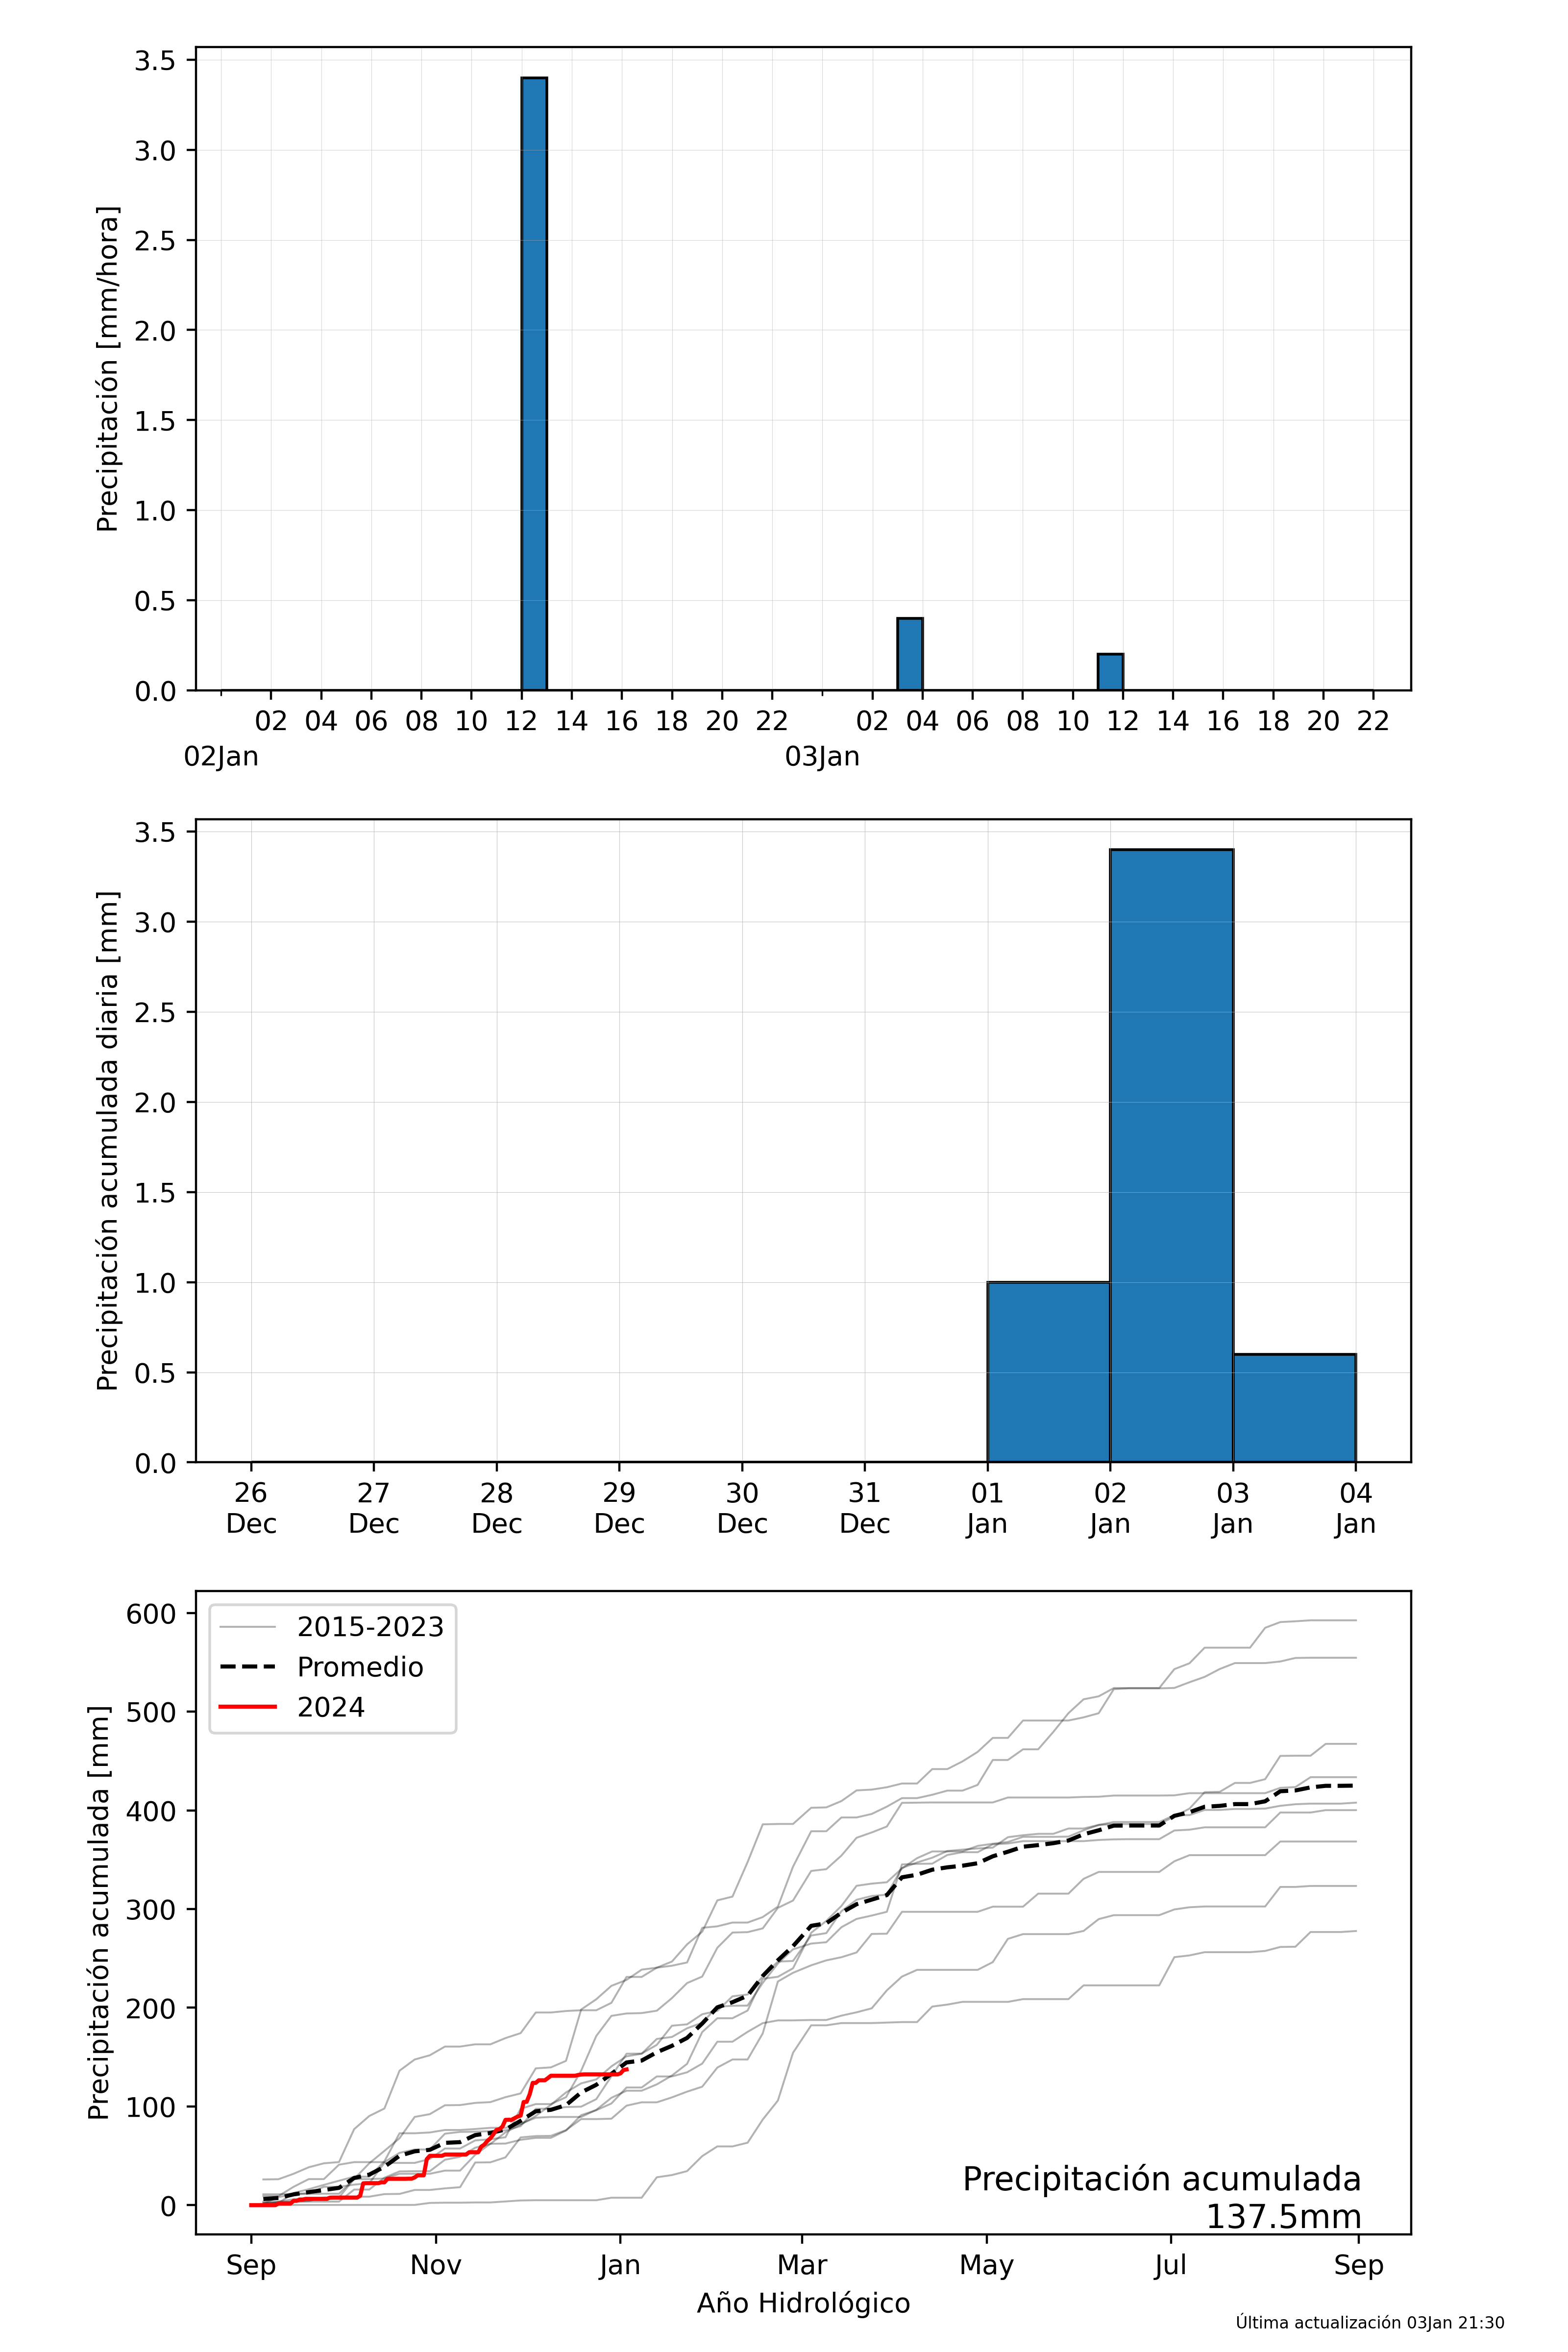 3.5
3.0
2.5
2.0
1.5
1.0
0.5
0.0
Precipitación [mm/hora]
02 04 06 08 10 12 14 16 18 20 22 02 04 06 08 10 12 14 16 18 20 22
02Jan 03Jan
3.5
3.0
2.5
2.0
1.5
1.0
0.5
0.0
Precipitación acumulada diaria [mm]
26 27 28 29 30 31 01 02 03 04
Dec Dec Dec Dec Dec Dec Jan Jan Jan Jan
600
500
400
300
200
100
0
Precipitación acumulada [mm]
2015-2023
Promedio
2024
Precipitación acumulada
137.5mm
Sep Nov Jan Mar May Jul Sep
Año Hidrológico
Última actualización 03Jan 21:30